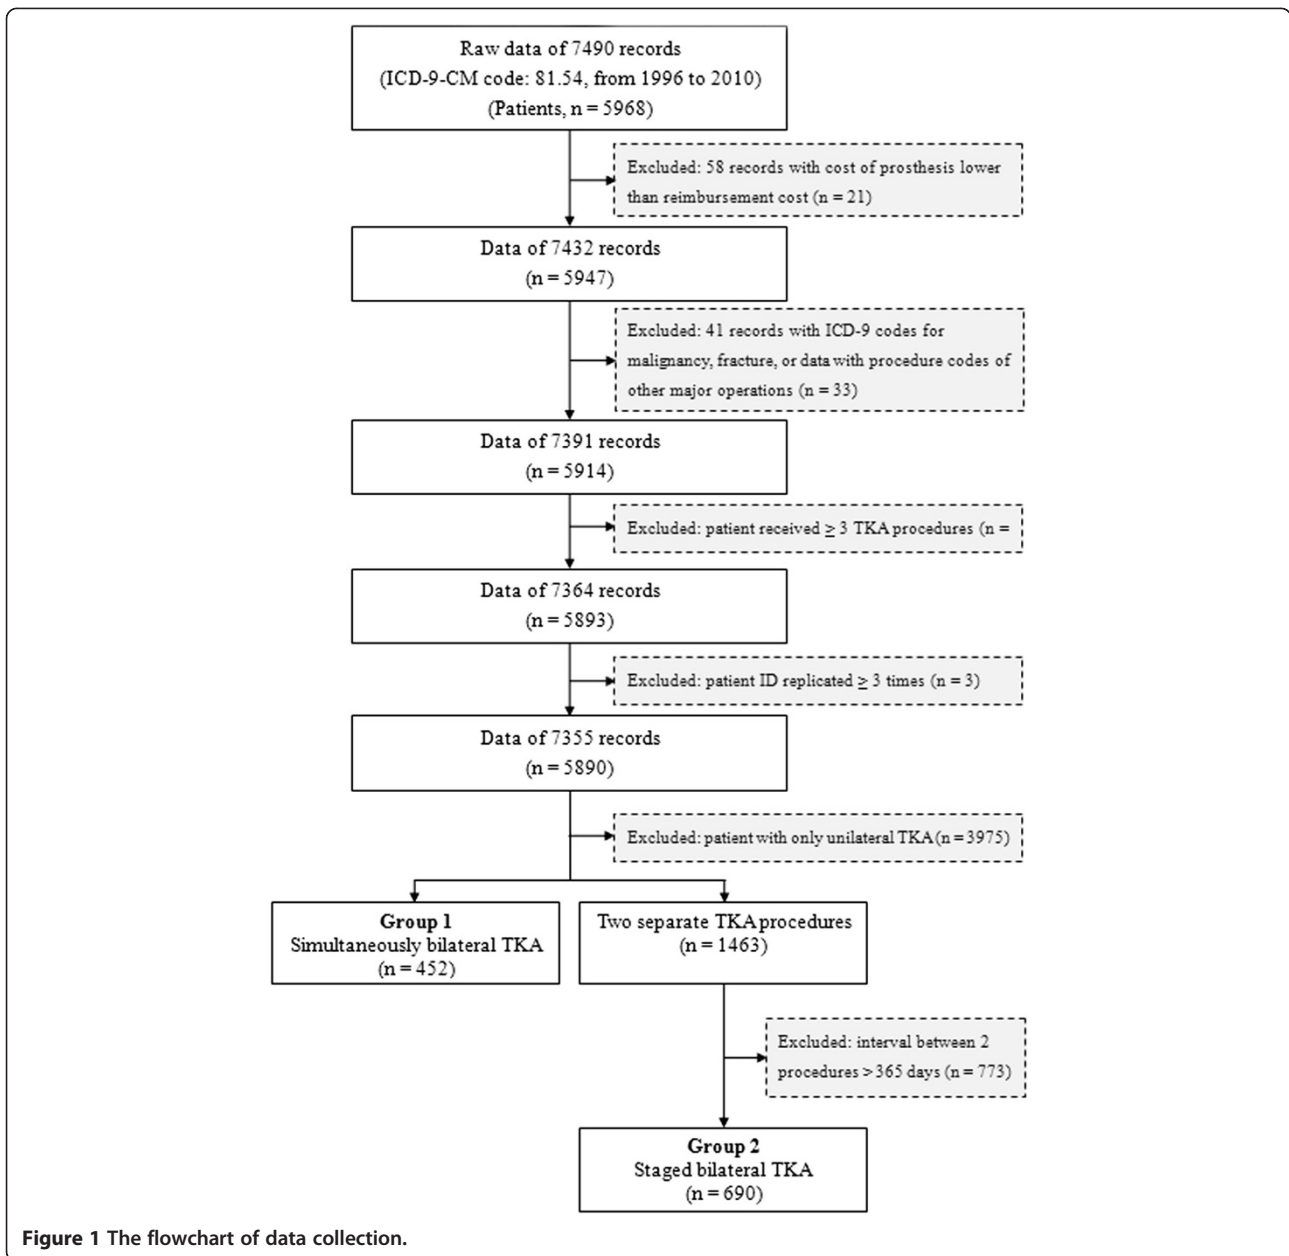 Raw data of 7490 records
(ICD-9-CM code: 81.54, from 1996 to 2010)
(Patients, n = 5968)
Excluded: 58 records with cost of prosthesis lower
than reimbursement cost (n = 21)
Data of 7432 records
(n = 5947)
Excluded: 41 records with ICD-9 codes for
malignancy, fracture, or data with procedure codes of
other major operations (n = 33)
Data of 7391 records
(n = 5914)
Excluded: patient received ≥ 3 TKA procedures (n =
Data of 7364 records
(n = 5893)
Excluded: patient ID replicated ≥ 3 times (n = 3)
Data of 7355 records
(n = 5890)
Excluded: patient with only unilateral TKA (n = 3975)
Group 1
Simultaneously bilateral TKA
(n = 452)
Two separate TKA procedures
(n = 1463)
Excluded: interval between 2
procedures > 365 days (n = 773)
Group 2
Staged bilateral TKA
(n = 690)
Figure 1 The flowchart of data collection.